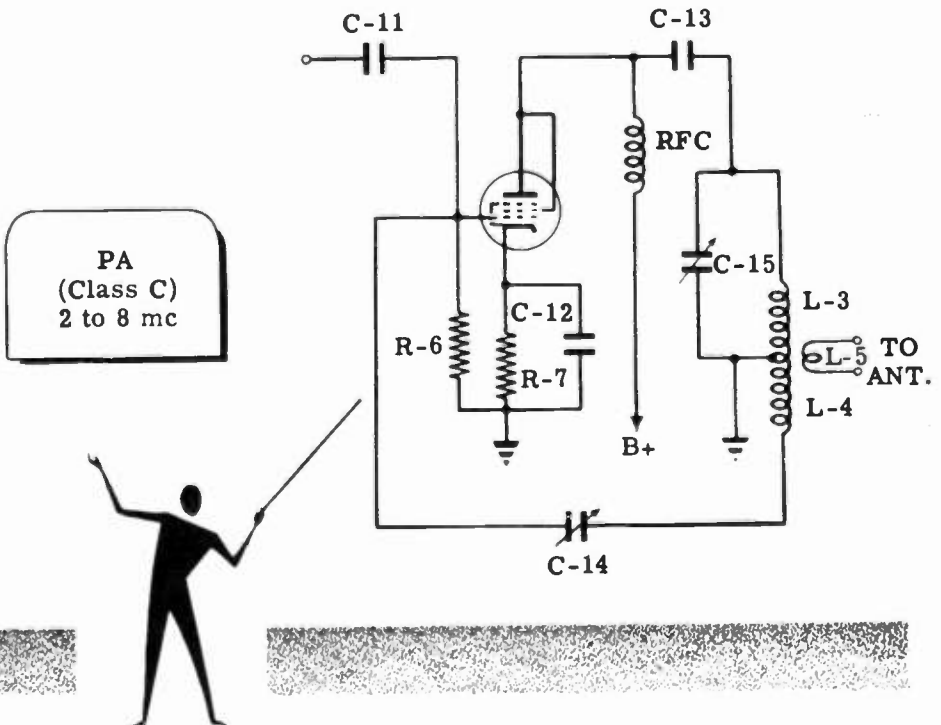 C-11
C-13
RFC
PA
(Class C)
2 to 8 mc
C-15
L-3
C-12
R-6
R-7
L-5
TO
ANT.
L-4
B+
C-14